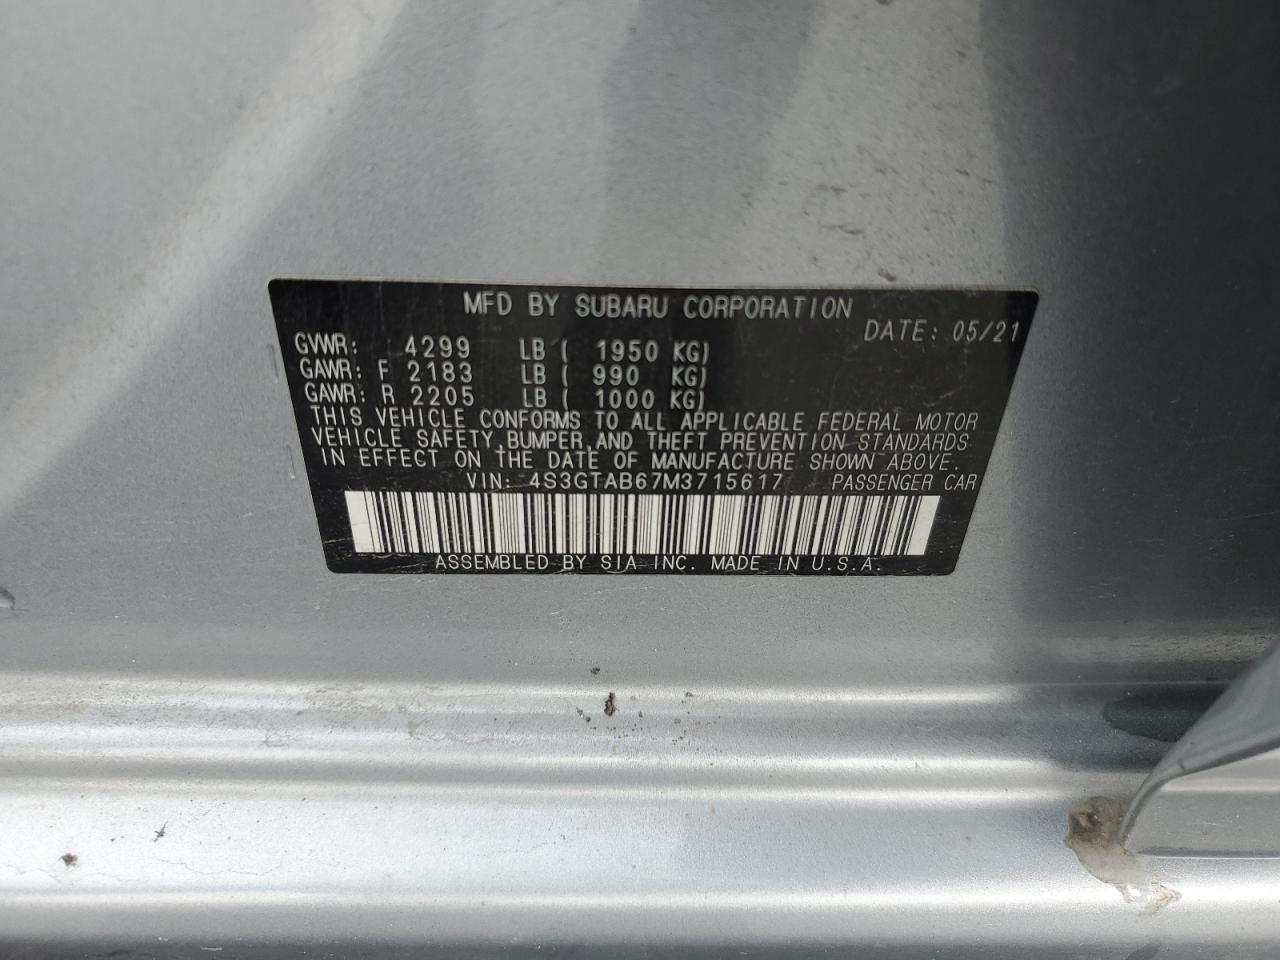 MFD BY SUBARU CORPORATION
DATE: 05/21
GVWR: 4299 LB ( 1950 KG)
GAWR: F 2183 LB ( 990 KG)
GAWR: R 2205 LB ( 1000 KG)
THIS VEHICLE CONFORMS TO ALL APPLICABLE FEDERAL MOTOR
VEHICLE SAFETY, BUMPER, AND THEFT PREVENTION STANDARDS
IN EFFECT ON THE DATE OF MANUFACTURE SHOWN ABOVE.
VIN: 4S3GTAB67M3715617 PASSENGER CAR
ASSEMBLED BY SIA INC. MADE IN U.S.A.